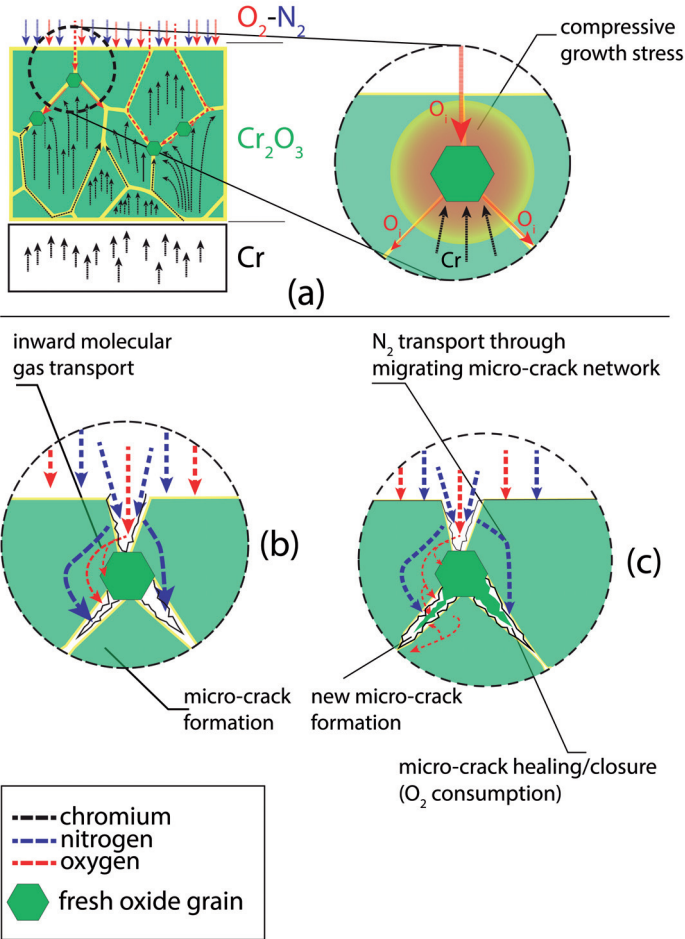 O2-N2
Cr2O3
Cr
compressive
growth stress
Oi
Oi
Oi
Cr
(a)
inward molecular
gas transport
N2 transport through
migrating micro-crack network
(b)
(c)
micro-crack
formation
new micro-crack
formation
micro-crack healing/closure
(O2 consumption)
chromium
nitrogen
oxygen
fresh oxide grain